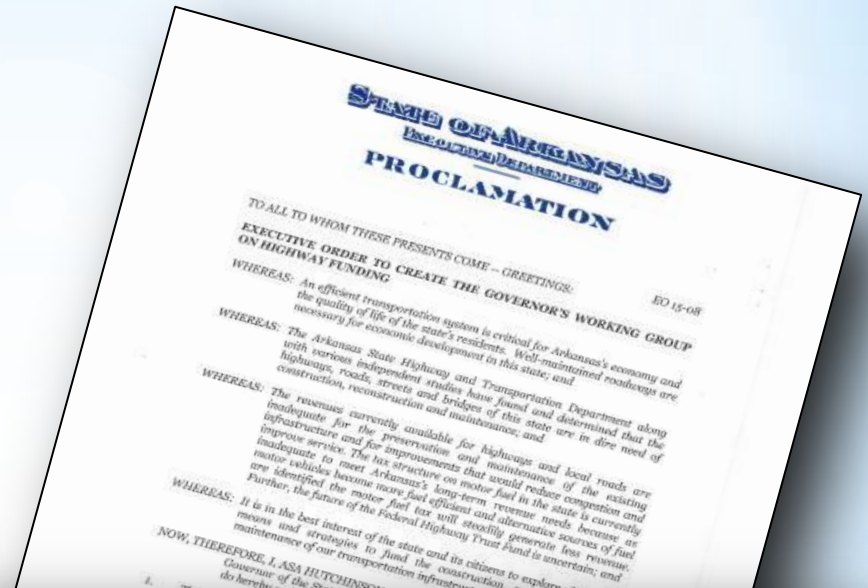 STATE OF ARKANSAS
EXECUTIVE DEPARTMENT
PROCLAMATION
TO ALL TO WHOM THESE PRESENTS COME – GREETINGS:
EO 15-08
EXECUTIVE ORDER TO CREATE THE GOVERNOR'S WORKING GROUP
ON HIGHWAY FUNDING
WHEREAS: An efficient transportation system is critical for Arkansas's economy and
the quality of life of the state's residents. Well-maintained roadways are
necessary for economic development in this state; and
WHEREAS: The Arkansas State Highway and Transportation Department along
with various independent studies have found and determined that the
highways, roads, streets and bridges of this state are in dire need of
construction, reconstruction and maintenance; and
WHEREAS: The revenues currently available for highways and local roads are
inadequate for the preservation and maintenance of the existing
infrastructure and for improvements that would reduce congestion and
improve service. The tax structure on motor fuel in the state is currently
inadequate to meet Arkansas's long-term revenue needs because as
motor vehicles become more fuel efficient and alternative sources of fuel
are identified the motor fuel tax will steadily generate less revenue.
Further, the future of the Federal Highway Trust Fund is uncertain; and
WHEREAS: It is in the best interest of the state and its citizens to explore
means and strategies to fund the construction
maintenance of our transportation
NOW, THEREFORE, I, ASA HUTCHINSON
Governor of the
do hereby
1.